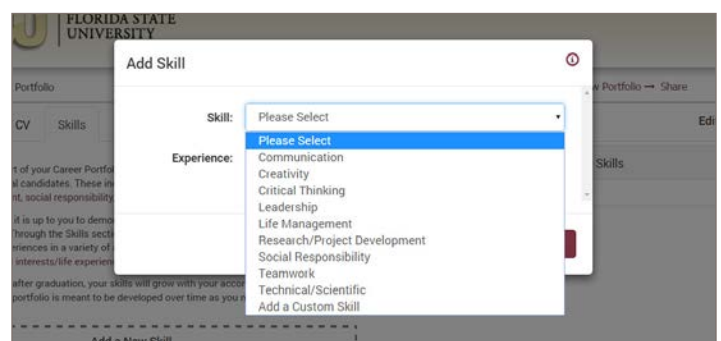 FLORIDA STATE
UNIVERSITY
Add Skill
Portfolio
Portfolio → Share
CV Skills
Skill: Please Select
Edi
Please Select
Experience: Communication
Skills
Creativity
Critical Thinking
Leadership
Life Management
Research/Project Development
Social Responsibility
Teamwork
Technical/Scientific
Add a Custom Skill
t of your Career Portfol
al candidates. These in
nt, social responsibility
it is up to you to demo
Through the Skills secti
eriences in a variety of
interests/life experien
after graduation, your skills will grow with your accor
portfolio is meant to be developed over time as you n
Add a New Skill